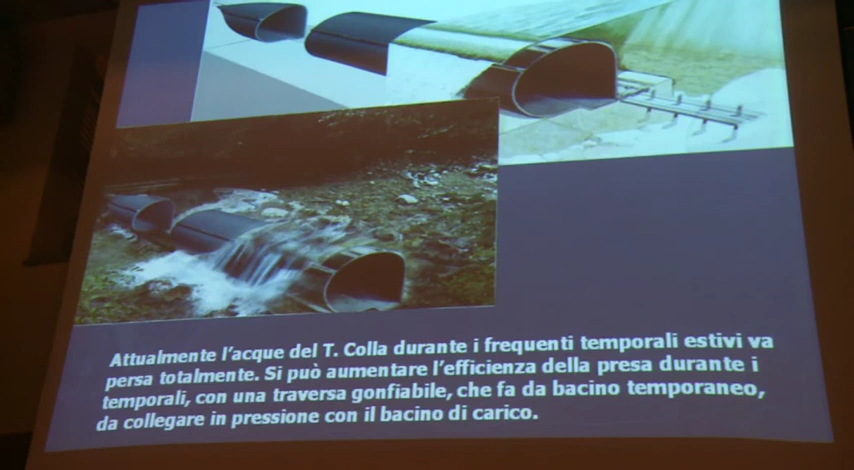 Attualmente l'acque del T. Colla durante i frequenti temporali estivi va
persa totalmente. Si può aumentare l'efficienza della presa durante i
temporali, con una traversa gonfiabile, che fa da bacino temporaneo,
da collegare in pressione con il bacino di carico.